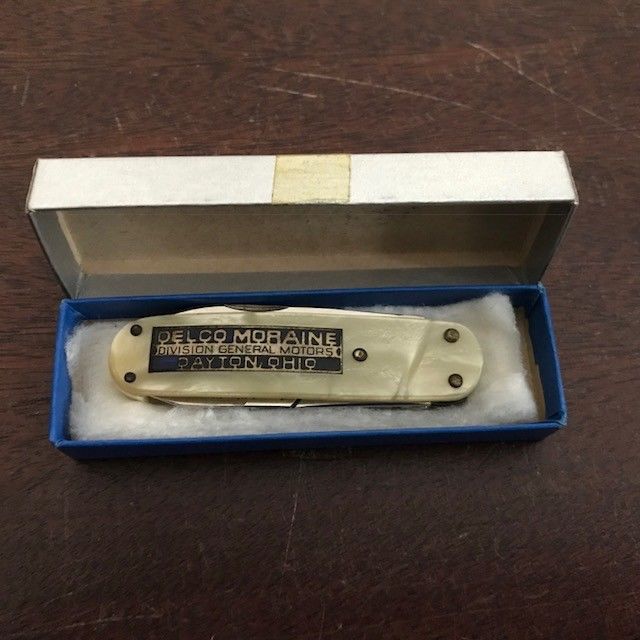 DELCO MORAINE
DIVISION GENERAL MOTORS
DAYTON, OHIO